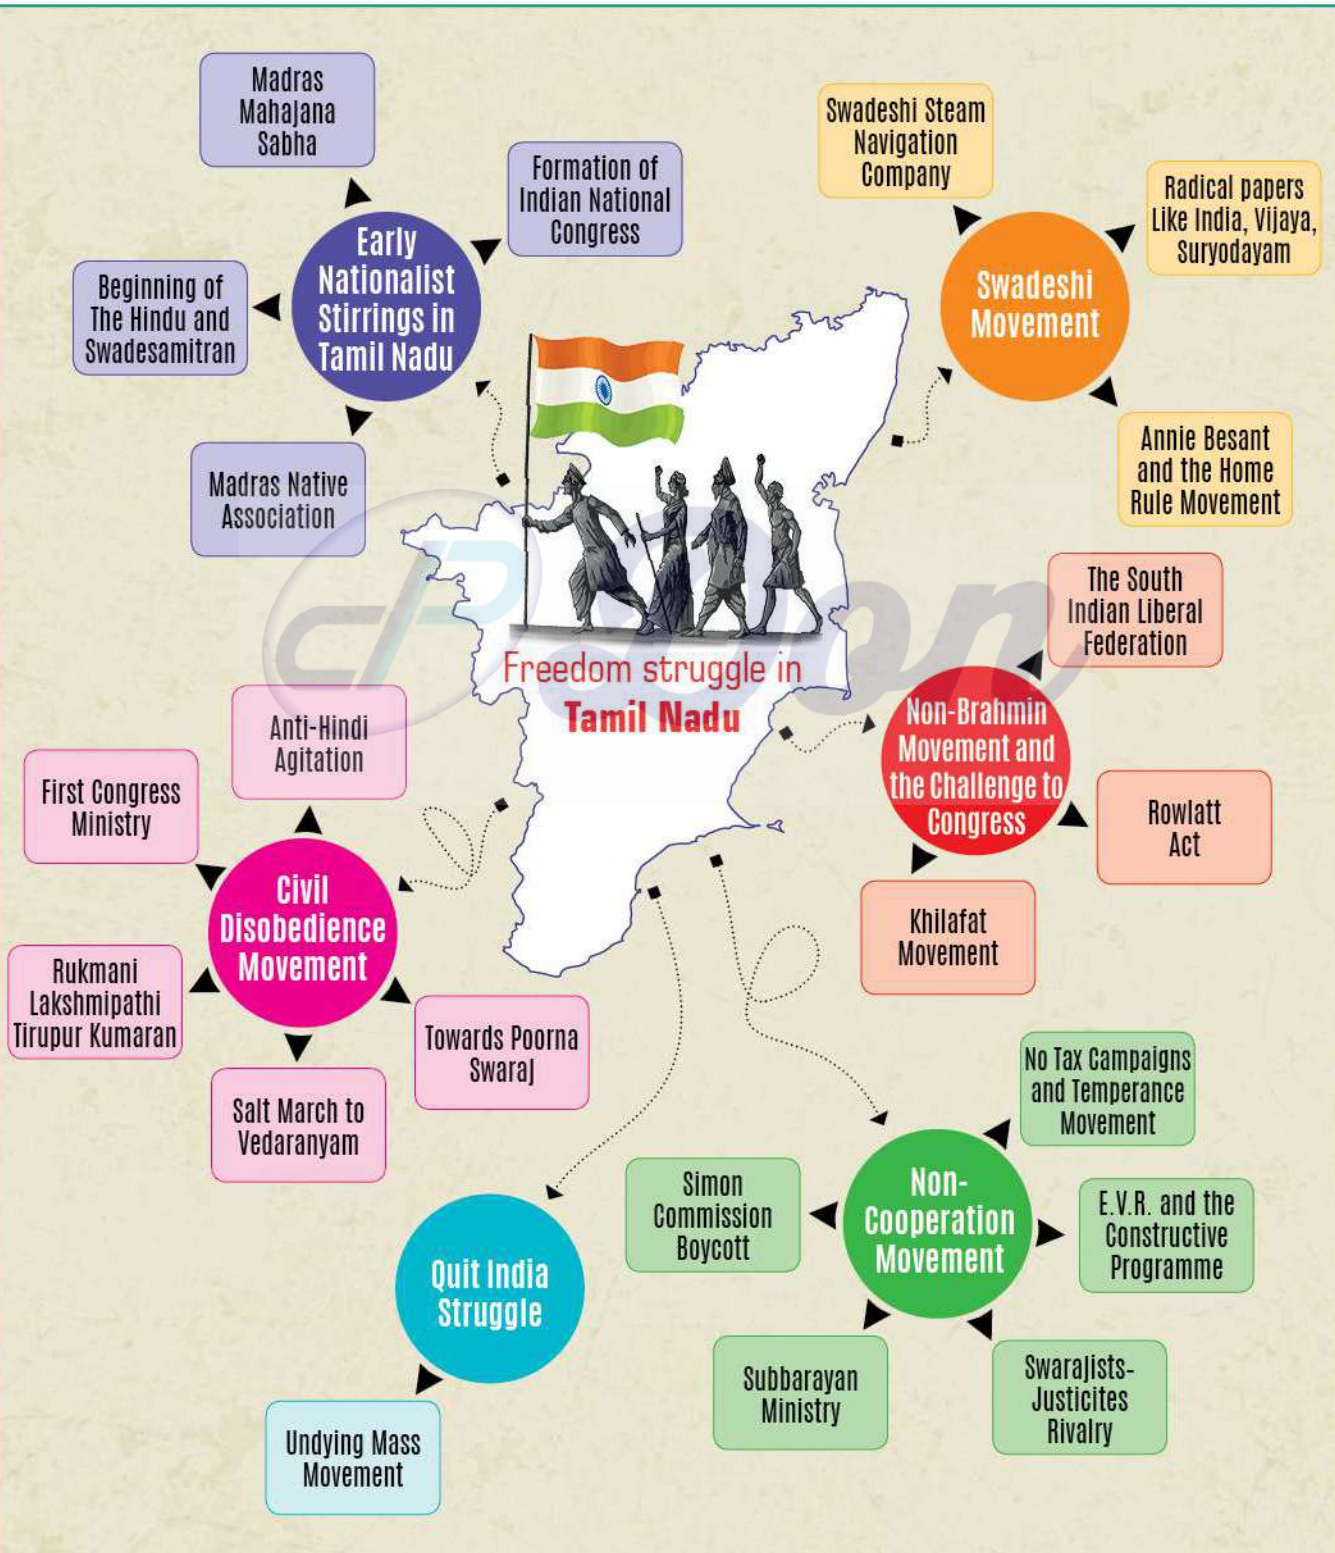 Madras
Mahajana
Sabha
Formation of
Indian National
Congress
Early
Nationalist
Stirrings in
Tamil Nadu
Beginning of
The Hindu and
Swadesamitran
Madras Native
Association
Swadeshi Steam
Navigation
Company
Radical papers
Like India, Vijaya,
Suryodayam
Swadeshi
Movement
Annie Besant
and the Home
Rule Movement
Freedom struggle in
Tamil Nadu
The South
Indian Liberal
Federation
Non-Brahmin
Movement and
the Challenge to
Congress
Rowlatt
Act
Khilafat
Movement
Anti-Hindi
Agitation
First Congress
Ministry
Civil
Disobedience
Movement
Rukmani
Lakshmipathi
Tirupur Kumaran
Towards Poorna
Swaraj
Salt March to
Vedaranyam
No Tax Campaigns
and Temperance
Movement
Simon
Commission
Boycott
Non-
Cooperation
Movement
E.V.R. and the
Constructive
Programme
Subbarayan
Ministry
Swarajists-
Justicites
Rivalry
Quit India
Struggle
Undying Mass
Movement
Don